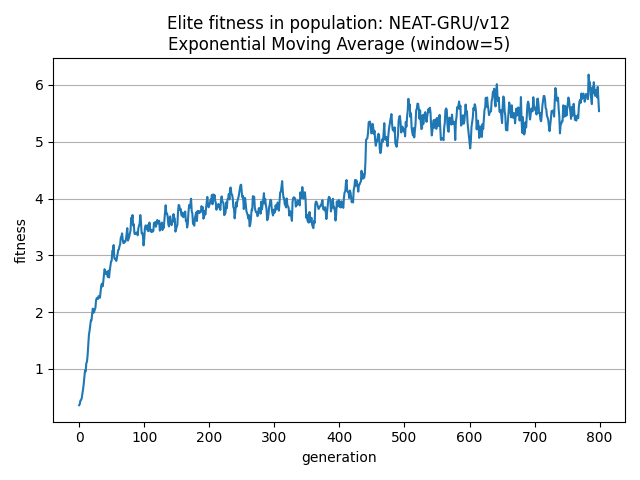 Elite fitness in population: NEAT-GRU/v12
Exponential Moving Average (window=5)
6
5
4
3
2
1
fitness
0 100 200 300 400 500 600 700 800
generation